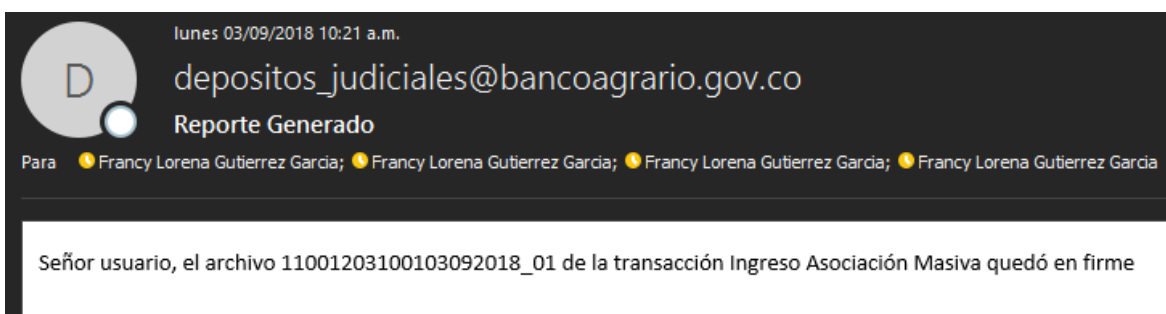 lunes 03/09/2018 10:21 a.m.
D
depositos_judiciales@bancoagrario.gov.co
Reporte Generado
Para Francy Lorena Gutierrez Garcia; Francy Lorena Gutierrez Garcia; Francy Lorena Gutierrez Garcia; Francy Lorena Gutierrez Garcia
Señor usuario, el archivo 11001203100103092018_01 de la transacción Ingreso Asociación Masiva quedó en firme